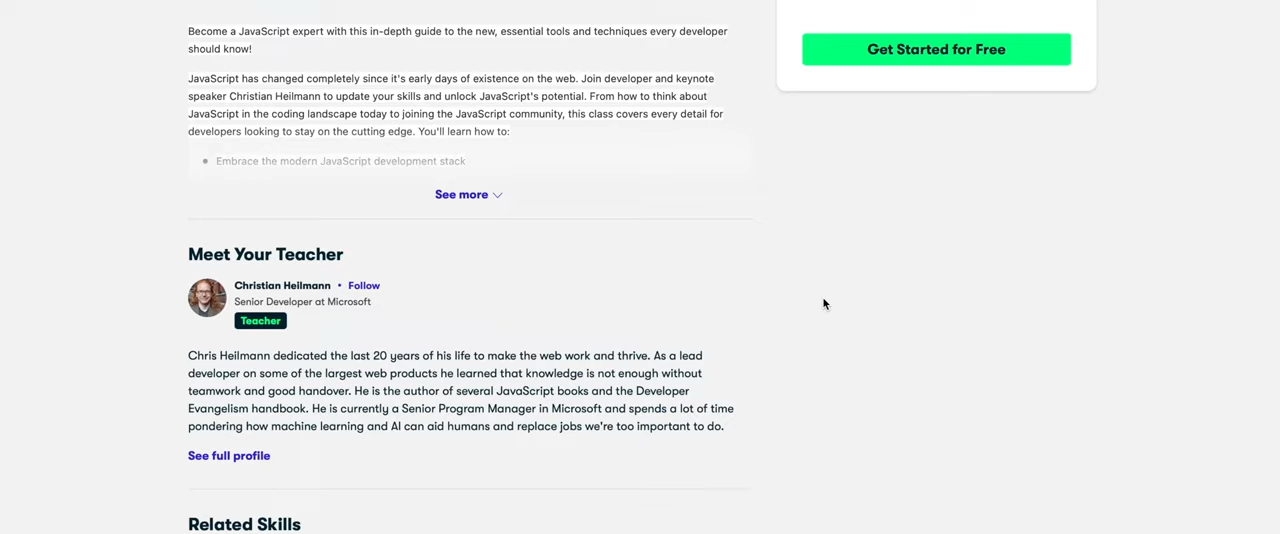 Become a JavaScript expert with this in-depth guide to the new, essential tools and techniques every developer
should know!
Get Started for Free
JavaScript has changed completely since it's early days of existence on the web. Join developer and keynote
speaker Christian Heilmann to update your skills and unlock JavaScript's potential. From how to think about
JavaScript in the coding landscape today to joining the JavaScript community, this class covers every detail for
developers looking to stay on the cutting edge. You'll learn how to:
• Embrace the modern JavaScript development stack
See more
Meet Your Teacher
Christian Heilmann • Follow
Senior Developer at Microsoft
Teacher
Chris Heilmann dedicated the last 20 years of his life to make the web work and thrive. As a lead
developer on some of the largest web products he learned that knowledge is not enough without
teamwork and good handover. He is the author of several JavaScript books and the Developer
Evangelism handbook. He is currently a Senior Program Manager in Microsoft and spends a lot of time
pondering how machine learning and AI can aid humans and replace jobs we're too important to do.
See full profile
Related Skills